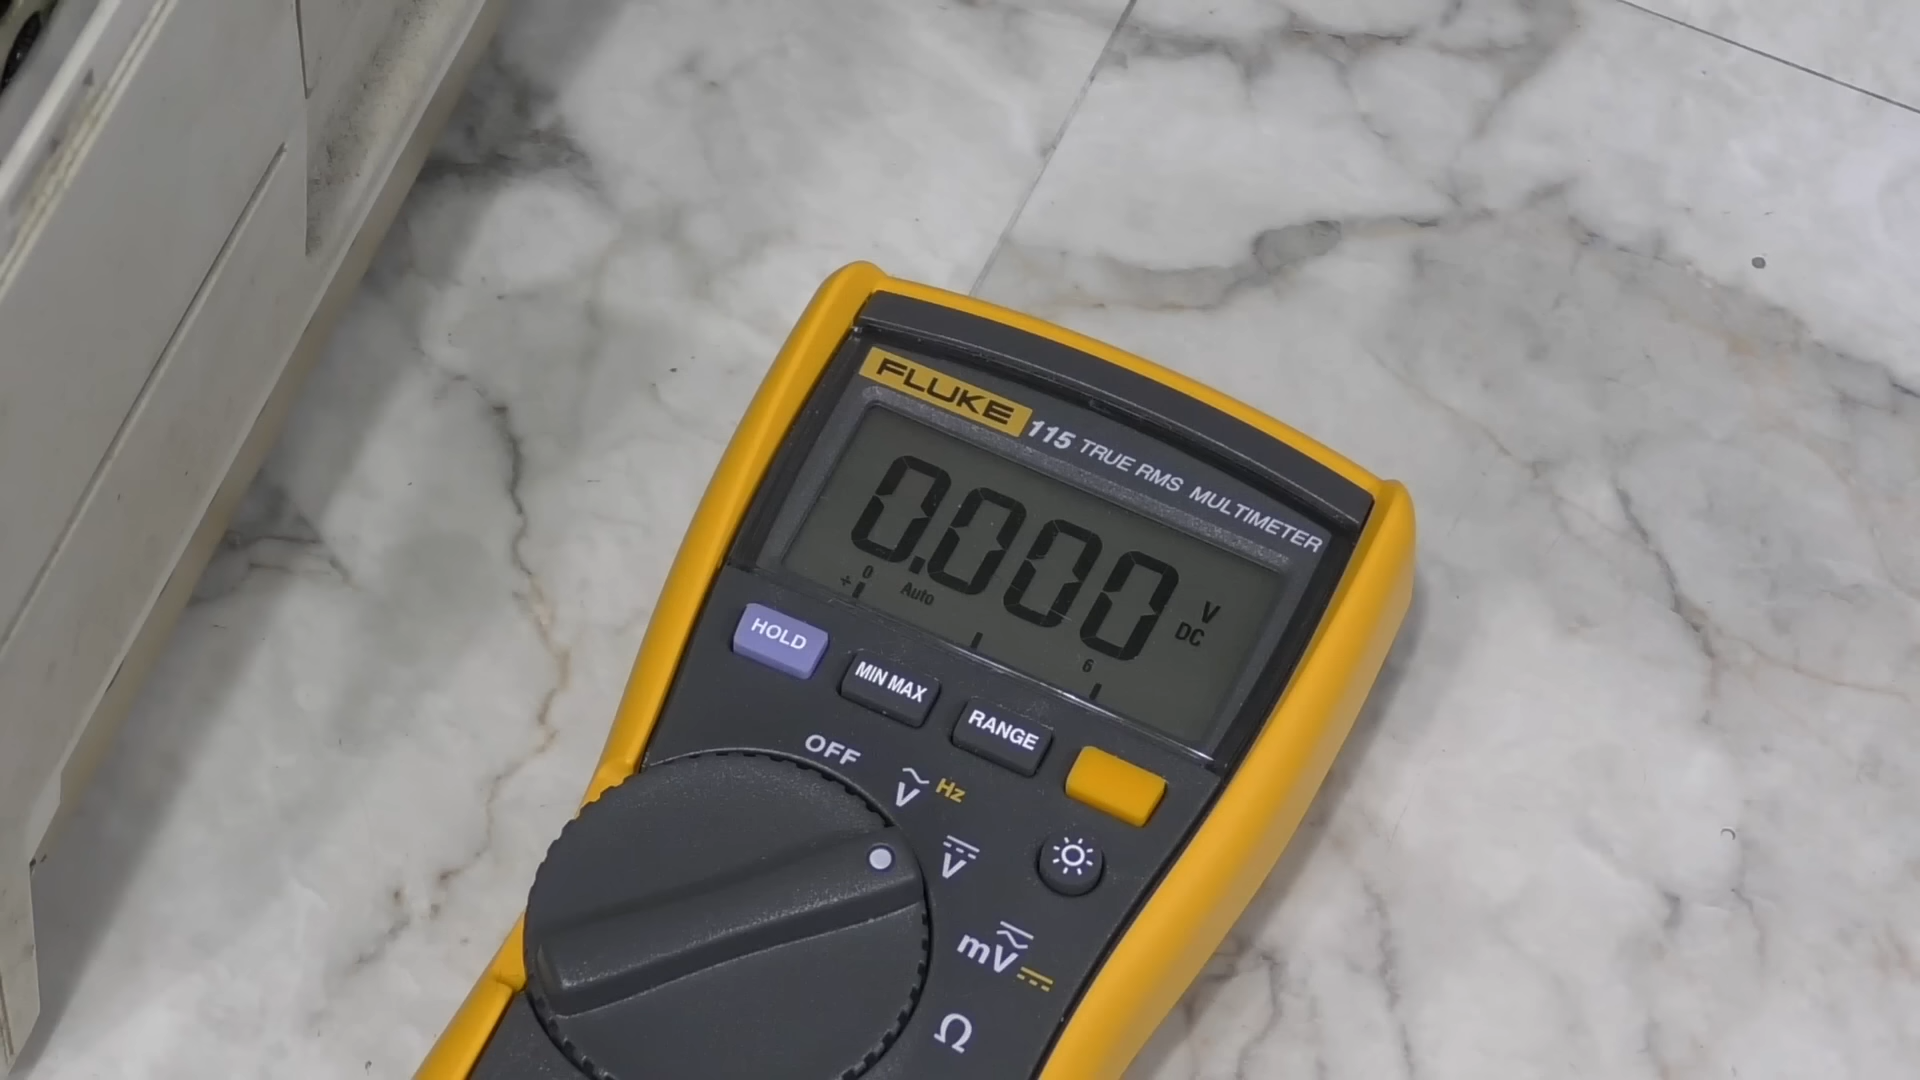 FLUKE 115 TRUE RMS MULTIMETER
0.000 V DC
+ 0 Auto 6
HOLD
MIN MAX
RANGE
OFF
V Hz
V
mV
Ω